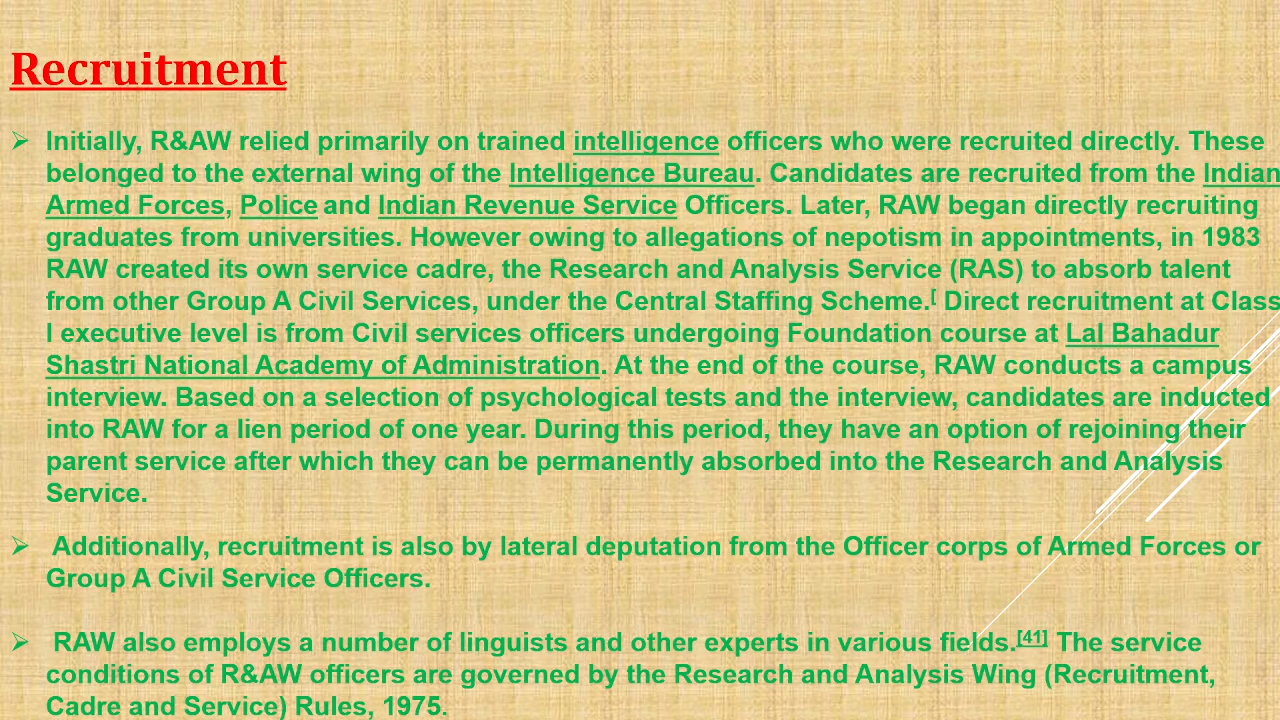 Recruitment
Initially, R&AW relied primarily on trained intelligence officers who were recruited directly. These
belonged to the external wing of the Intelligence Bureau. Candidates are recruited from the Indian
Armed Forces, Police and Indian Revenue Service Officers. Later, RAW began directly recruiting
graduates from universities. However owing to allegations of nepotism in appointments, in 1983
RAW created its own service cadre, the Research and Analysis Service (RAS) to absorb talent
from other Group A Civil Services, under the Central Staffing Scheme.[ Direct recruitment at Class
I executive level is from Civil services officers undergoing Foundation course at Lal Bahadur
Shastri National Academy of Administration. At the end of the course, RAW conducts a campus
interview. Based on a selection of psychological tests and the interview, candidates are inducted
into RAW for a lien period of one year. During this period, they have an option of rejoining their
parent service after which they can be permanently absorbed into the Research and Analysis
Service.
Additionally, recruitment is also by lateral deputation from the Officer corps of Armed Forces or
Group A Civil Service Officers.
RAW also employs a number of linguists and other experts in various fields.[41] The service
conditions of R&AW officers are governed by the Research and Analysis Wing (Recruitment,
Cadre and Service) Rules, 1975.